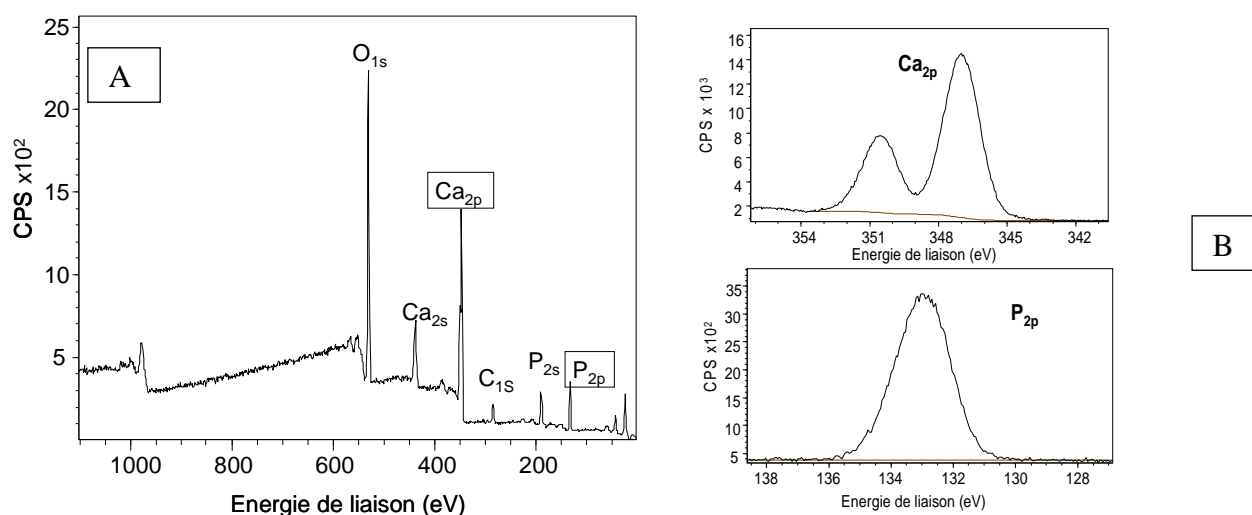 A
CPS x10²
25
20
15
10
5
O₁ₛ
Ca₂ₚ
Ca₂ₛ
C₁S
P₂ₛ
P₂ₚ
1000 800 600 400 200
Energie de liaison (eV)
B
CPS x 10³
16
14
12
10
8
6
4
2
Ca₂ₚ
354 351 348 345 342
Energie de liaison (eV)
CPS x10²
35
30
25
20
15
10
5
P₂ₚ
138 136 134 132 130 128
Energie de liaison (eV)